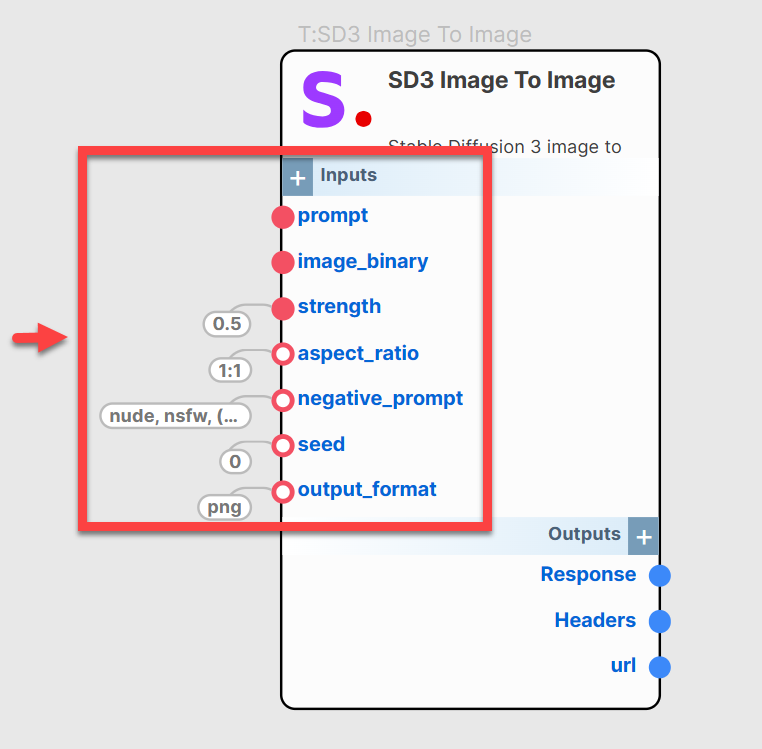 T:SD3 Image To Image
S.
SD3 Image To Image
Stable Diffusion 3 image to
+ Inputs
prompt
image_binary
strength
0.5
aspect_ratio
1:1
negative_prompt
nude, nsfw, (...
seed
0
output_format
png
Outputs +
Response
Headers
url